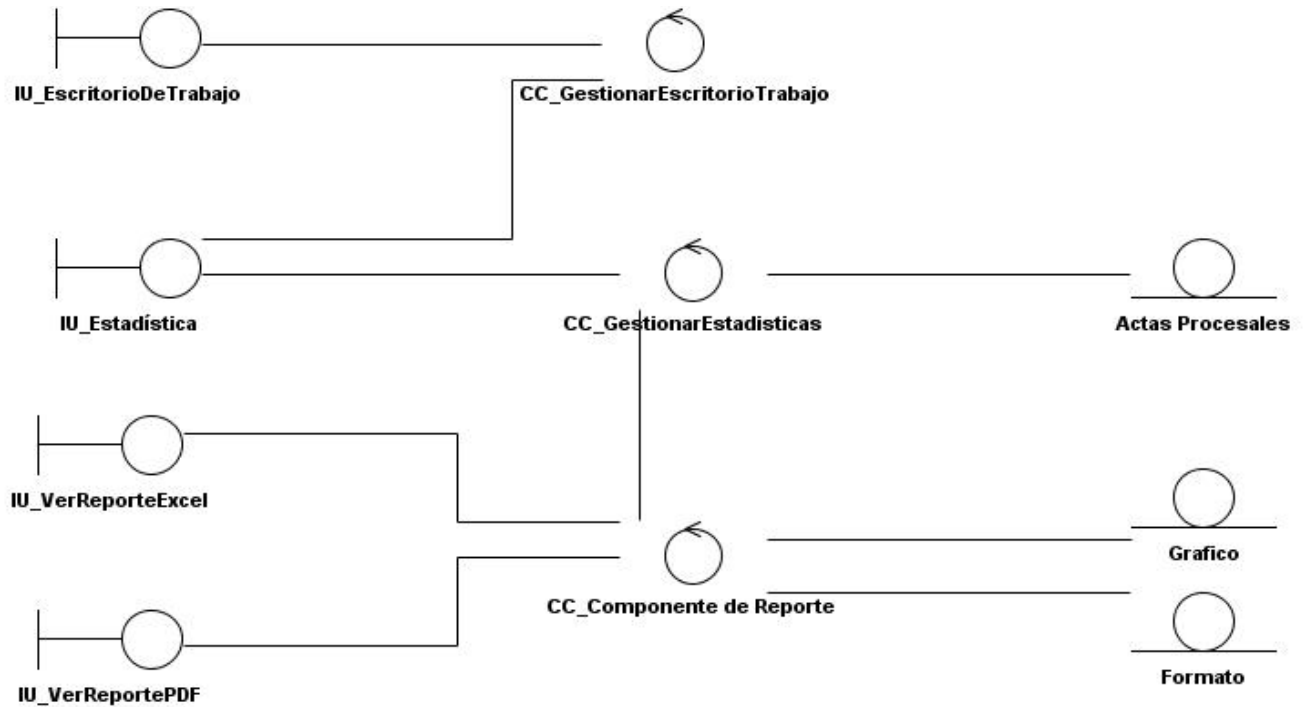 IU_EscritorioDeTrabajo
CC_GestionarEscritorioTrabajo
IU_Estadística
CC_GestionarEstadisticas
Actas Procesales
IU_VerReporteExcel
Grafico
CC_Componente de Reporte
Formato
IU_VerReportePDF